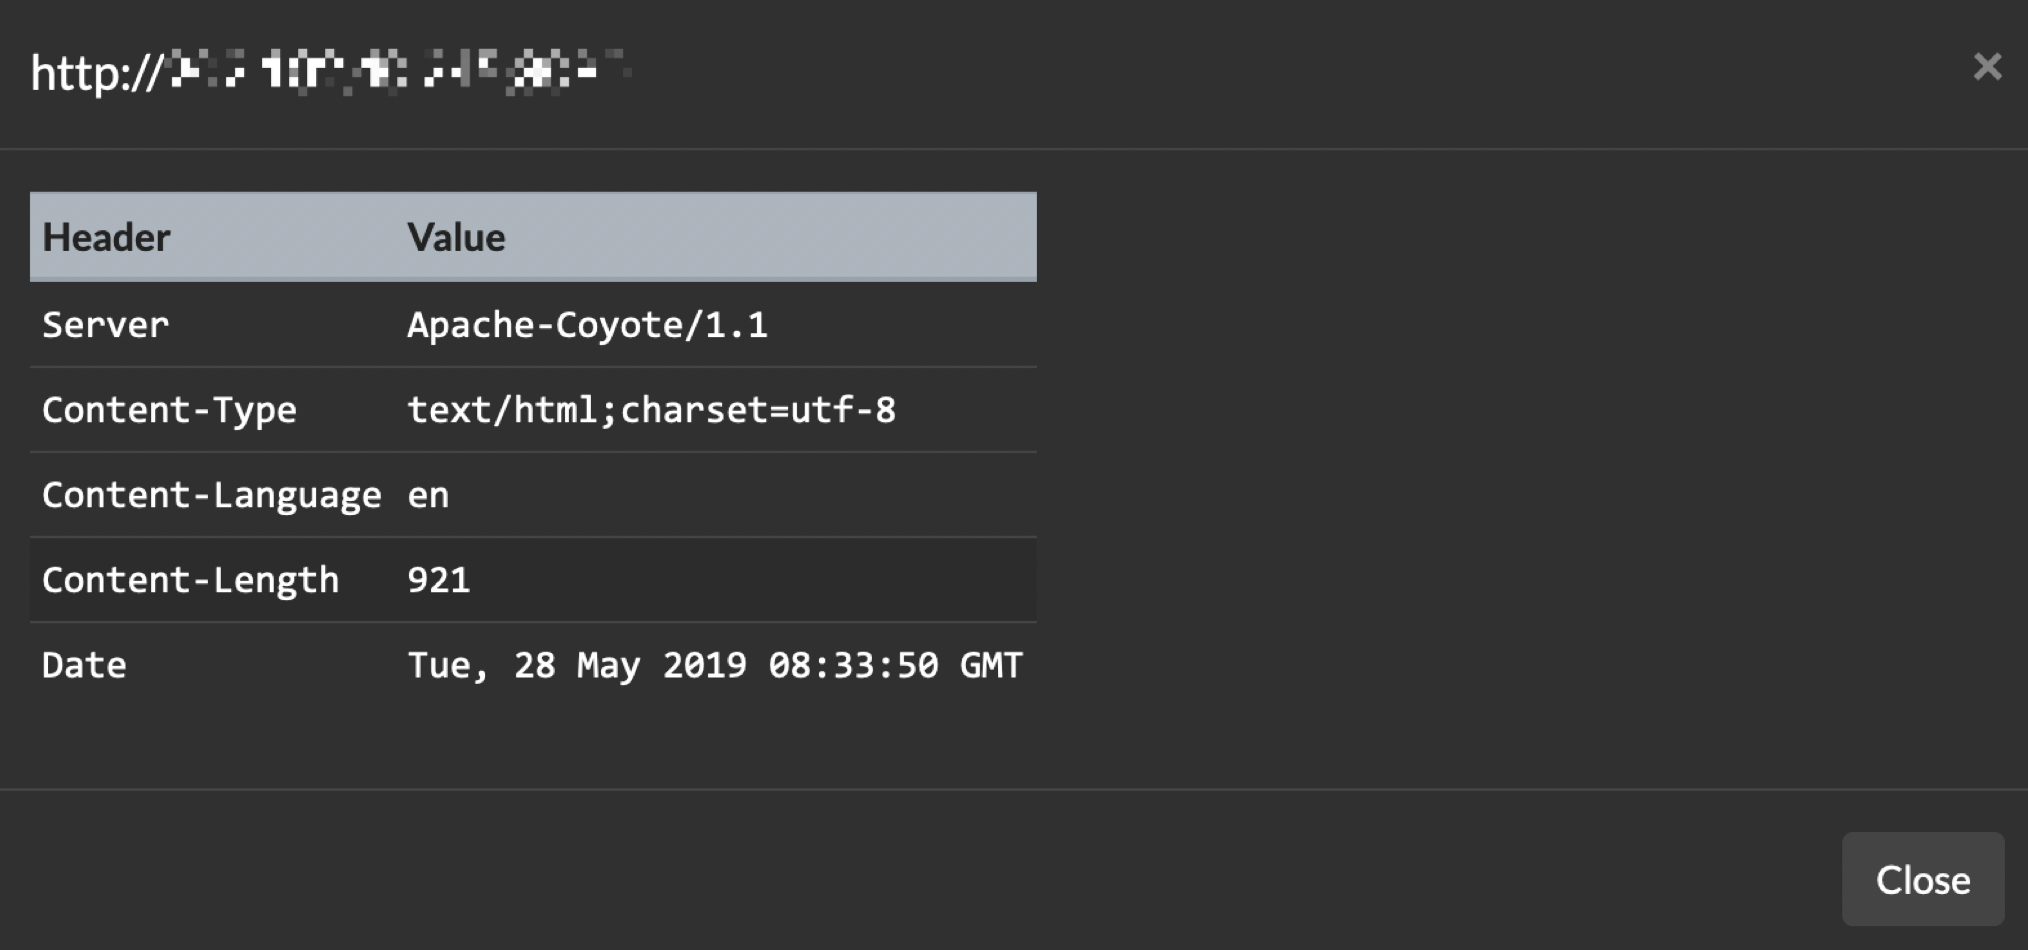 http://
Header Value
Server Apache-Coyote/1.1
Content-Type text/html;charset=utf-8
Content-Language en
Content-Length 921
Date Tue, 28 May 2019 08:33:50 GMT
Close